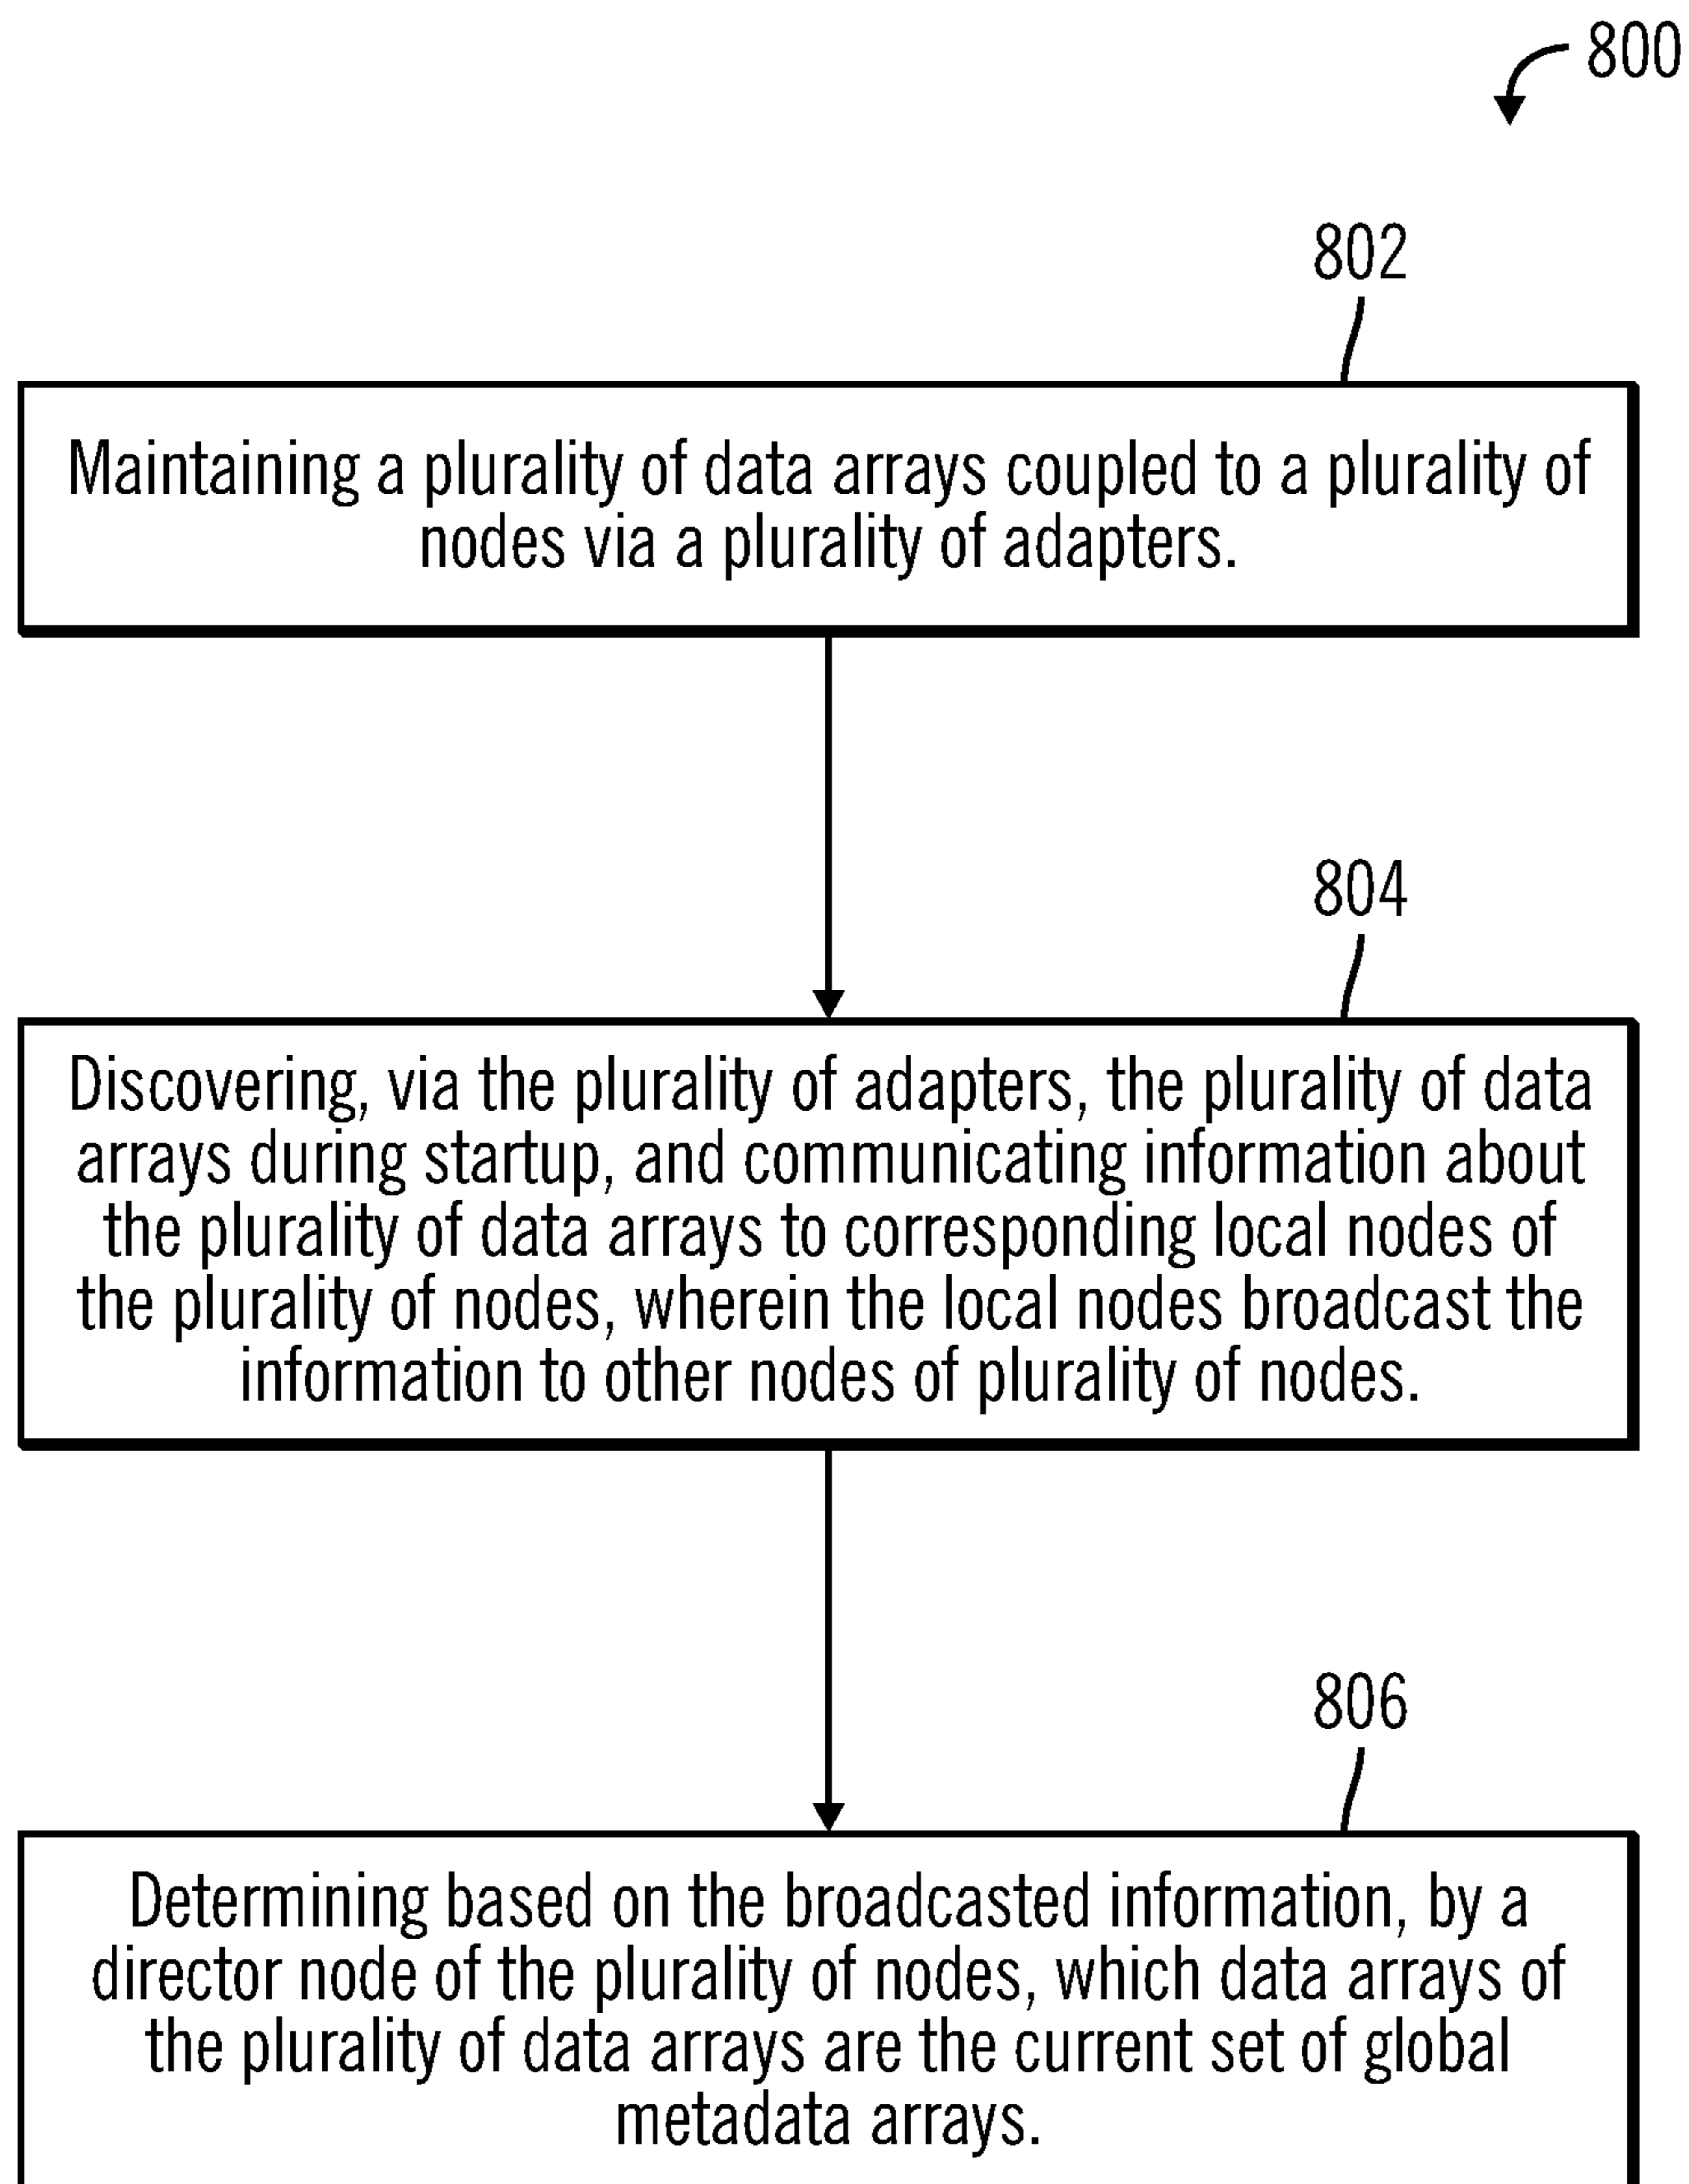 800
802
Maintaining a plurality of data arrays coupled to a plurality of
nodes via a plurality of adapters.
804
Discovering, via the plurality of adapters, the plurality of data
arrays during startup, and communicating information about
the plurality of data arrays to corresponding local nodes of
the plurality of nodes, wherein the local nodes broadcast the
information to other nodes of plurality of nodes.
806
Determining based on the broadcasted information, by a
director node of the plurality of nodes, which data arrays of
the plurality of data arrays are the current set of global
metadata arrays.